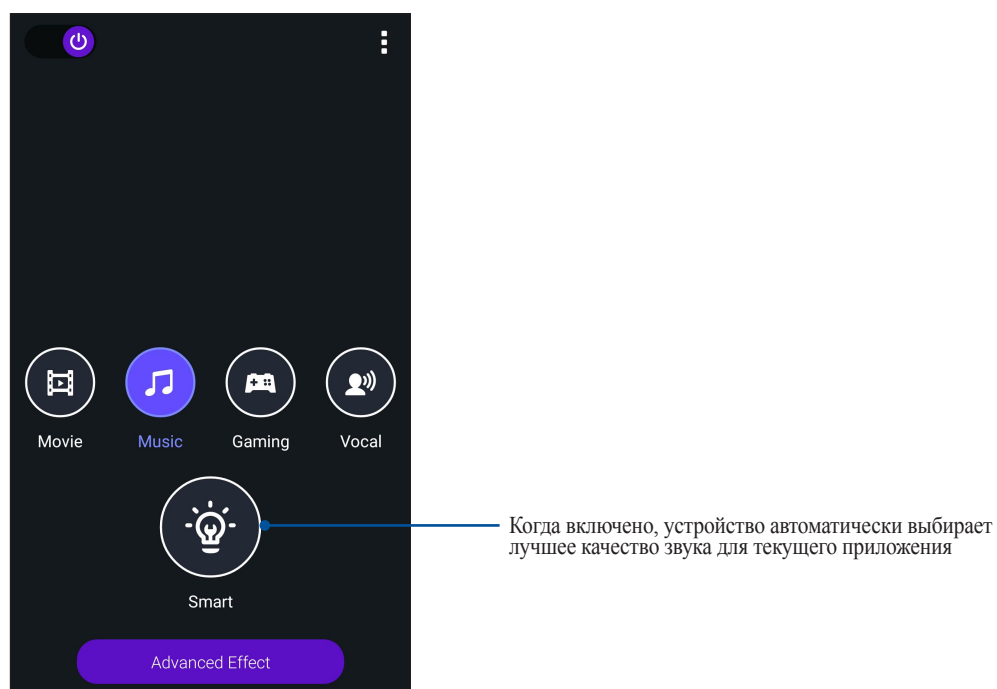 Movie Music Gaming Vocal
Когда включено, устройство автоматически выбирает
лучшее качество звука для текущего приложения
Smart
Advanced Effect